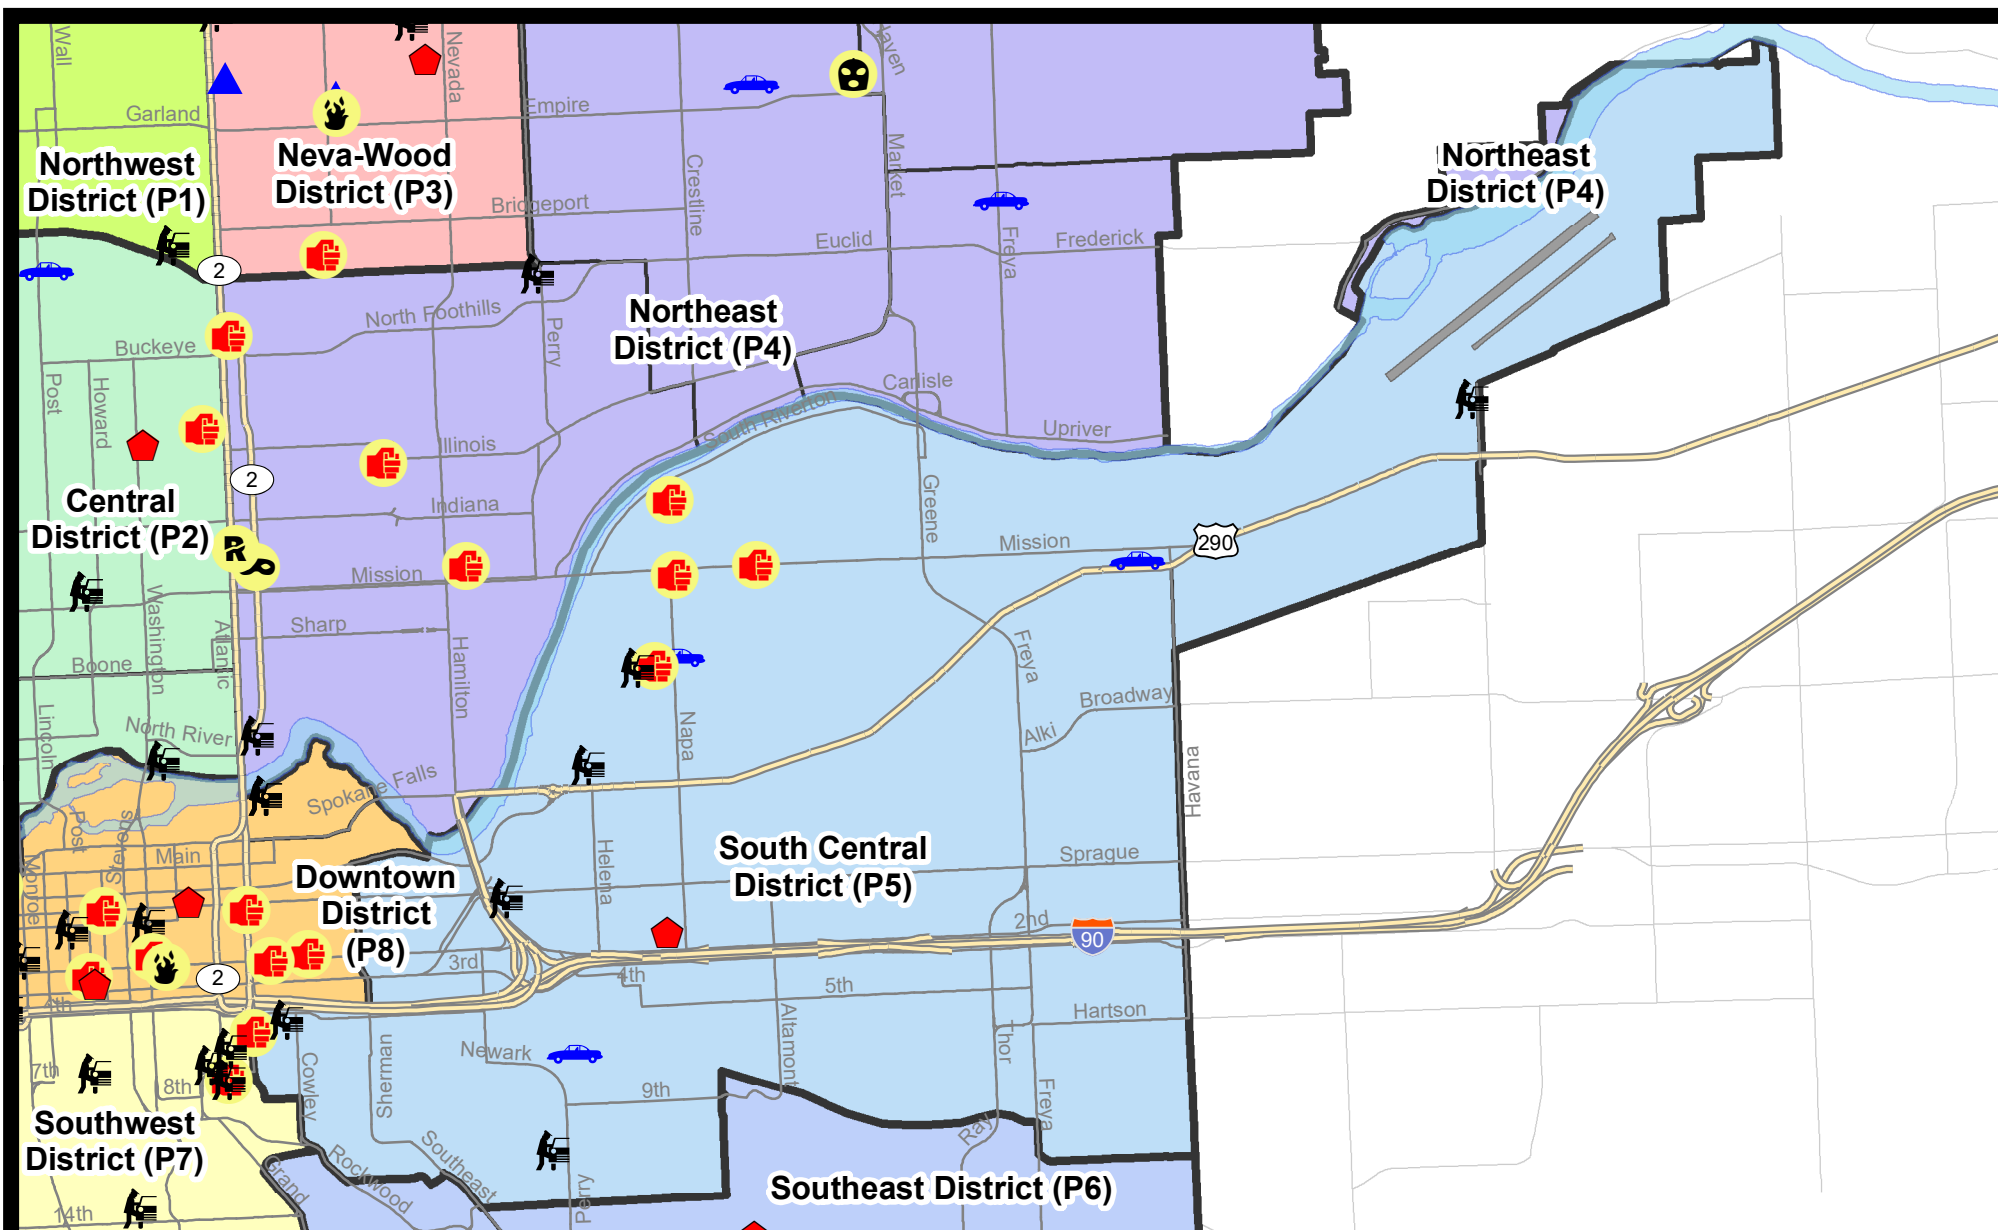 Wall
Nevada
Haven
Garland
Empire
Northwest
District (P1)
Neva-Wood
District (P3)
Market
Crestline
Northeast
District (P4)
Bridgeport
Euclid
Freya
Frederick
2
North Foothills
Northeast
District (P4)
Perry
Buckeye
Post
Howard
Carlisle
South Riverton
Upriver
Illinois
2
Indiana
Greene
Central
District (P2)
R
Mission
Mission
290
Washington
Sharp
Atlantic
Hamilton
Boone
Freya
Broadway
Lincoln
North River
Napa
Alki
Havana
Spokane Falls
Post
Stevens
Main
Monroe
Helena
South Central
District (P5)
Sprague
Downtown
District
(P8)
2nd
90
3rd
4th
5th
2
4th
Altamont
Hartson
Thor
Newark
Sherman
Cowley
7th
8th
9th
Freya
Ray
Southwest
District (P7)
Southeast
Rockwood
Grand
Perry
Southeast District (P6)
14th